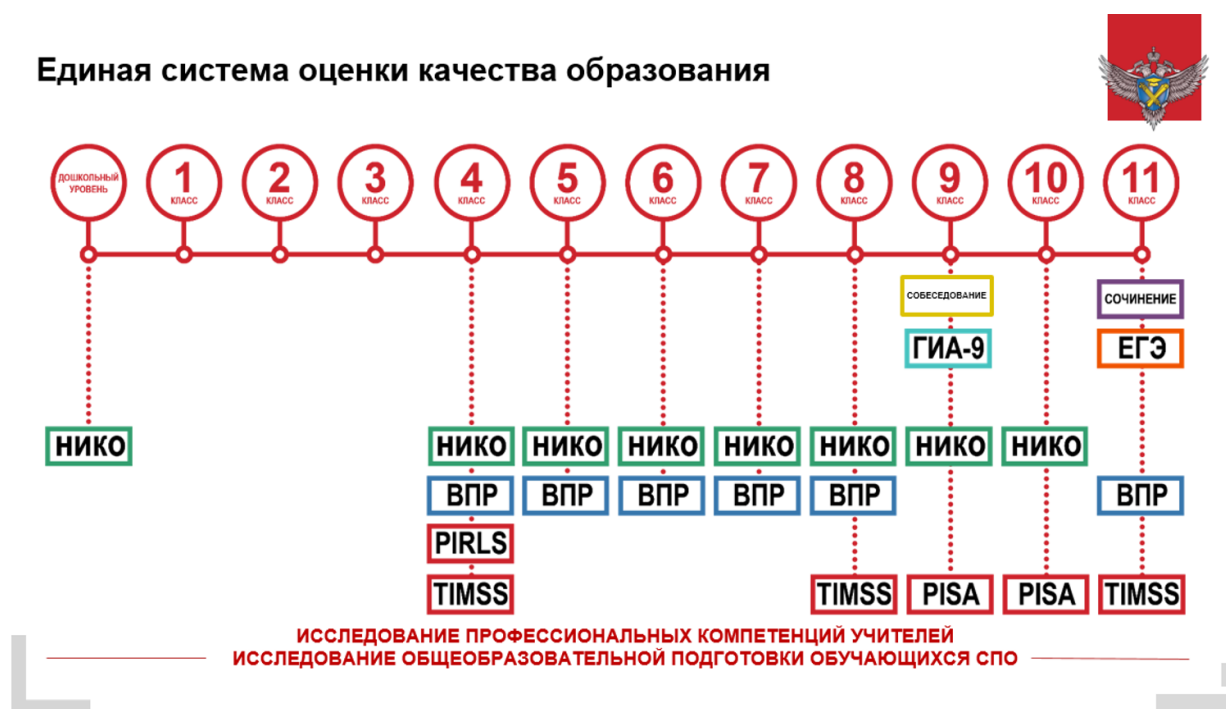 Единая система оценки качества образования
ДОШКОЛЬНЫЙ
УРОВЕНЬ
1
КЛАСС
2
КЛАСС
3
КЛАСС
4
КЛАСС
5
КЛАСС
6
КЛАСС
7
КЛАСС
8
КЛАСС
9
КЛАСС
10
КЛАСС
11
КЛАСС
СОБЕСЕДОВАНИЕ
СОЧИНЕНИЕ
ГИА-9
ЕГЭ
НИКО
НИКО
НИКО
НИКО
НИКО
НИКО
НИКО
НИКО
ВПР
ВПР
ВПР
ВПР
ВПР
ВПР
PIRLS
TIMSS
TIMSS
PISA
PISA
TIMSS
ИССЛЕДОВАНИЕ ПРОФЕССИОНАЛЬНЫХ КОМПЕТЕНЦИЙ УЧИТЕЛЕЙ
ИССЛЕДОВАНИЕ ОБЩЕОБРАЗОВАТЕЛЬНОЙ ПОДГОТОВКИ ОБУЧАЮЩИХСЯ СПО